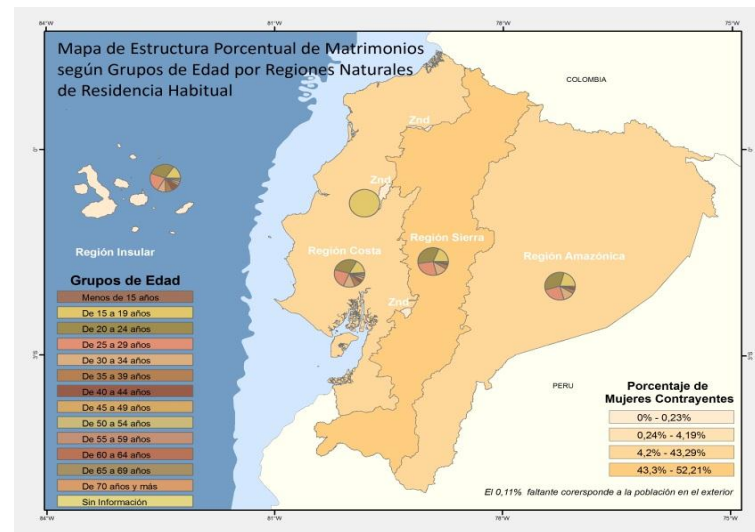 84°W
81°W
78°W
75°W
Mapa de Estructura Porcentual de Matrimonios
según Grupos de Edad por Regiones Naturales
de Residencia Habitual
COLOMBIA
Znd
0°
0°
Znd
Región Insular
Región Costa
Región Sierra
Región Amazónica
Grupos de Edad
Menos de 15 años
De 15 a 19 años
De 20 a 24 años
De 25 a 29 años
De 30 a 34 años
De 35 a 39 años
De 40 a 44 años
De 45 a 49 años
De 50 a 54 años
De 55 a 59 años
De 60 a 64 años
De 65 a 69 años
De 70 años y más
Sin Información
Znd
3°S
3°S
PERU
Porcentaje de
Mujeres Contrayentes
0% - 0,23%
0,24% - 4,19%
4,2% - 43,29%
43,3% - 52,21%
El 0,11% faltante coresponde a la población en el exterior
84°W
81°W
78°W
75°W